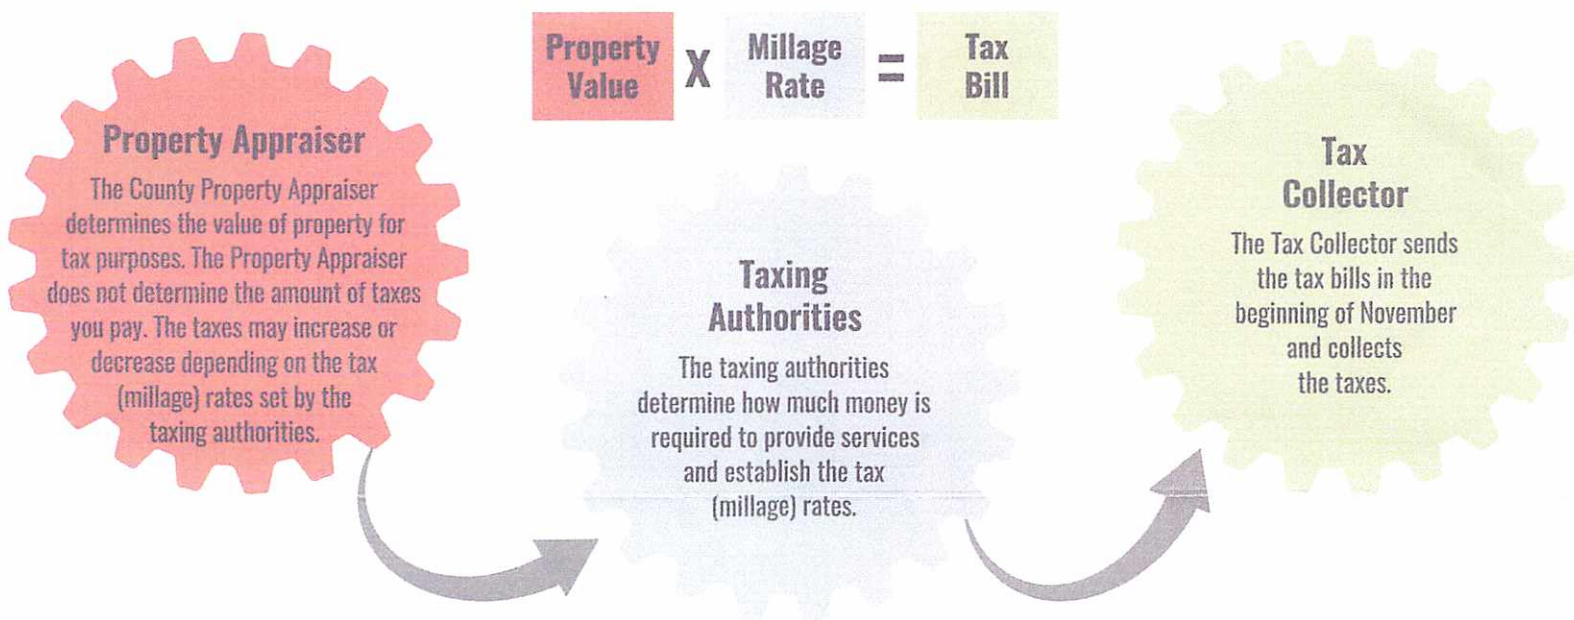 Property
Value
X
Millage
Rate
=
Tax
Bill
Property Appraiser
The County Property Appraiser
determines the value of property for
tax purposes. The Property Appraiser
does not determine the amount of taxes
you pay. The taxes may increase or
decrease depending on the tax
(millage) rates set by the
taxing authorities.
Taxing
Authorities
The taxing authorities
determine how much money is
required to provide services
and establish the tax
(millage) rates.
Tax
Collector
The Tax Collector sends
the tax bills in the
beginning of November
and collects
the taxes.